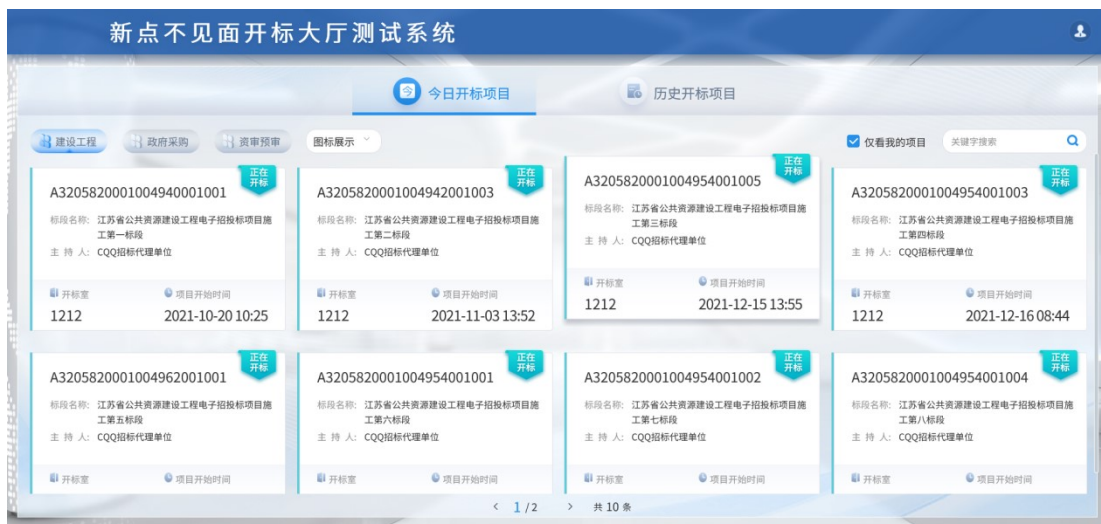 新点不见面开标大厅测试系统
今日开标项目
历史开标项目
建设工程
政府采购
资审预审
图标展示
仅看我的项目
关键字搜索
正在
开标
A3205820001004940001001
标段名称: 江苏省公共资源建设工程电子招投标项目施
工第一标段
主 持 人: CQQ招标代理单位
开标室
项目开始时间
1212
2021-10-20 10:25
正在
开标
A3205820001004942001003
标段名称: 江苏省公共资源建设工程电子招投标项目施
工第二标段
主 持 人: CQQ招标代理单位
开标室
项目开始时间
1212
2021-11-03 13:52
正在
开标
A3205820001004954001005
标段名称: 江苏省公共资源建设工程电子招投标项目施
工第三标段
主 持 人: CQQ招标代理单位
开标室
项目开始时间
1212
2021-12-15 13:55
正在
开标
A3205820001004954001003
标段名称: 江苏省公共资源建设工程电子招投标项目施
工第四标段
主 持 人: CQQ招标代理单位
开标室
项目开始时间
1212
2021-12-16 08:44
正在
开标
A3205820001004962001001
标段名称: 江苏省公共资源建设工程电子招投标项目施
工第五标段
主 持 人: CQQ招标代理单位
开标室
项目开始时间
正在
开标
A3205820001004954001001
标段名称: 江苏省公共资源建设工程电子招投标项目施
工第六标段
主 持 人: CQQ招标代理单位
开标室
项目开始时间
正在
开标
A3205820001004954001002
标段名称: 江苏省公共资源建设工程电子招投标项目施
工第七标段
主 持 人: CQQ招标代理单位
开标室
项目开始时间
正在
开标
A3205820001004954001004
标段名称: 江苏省公共资源建设工程电子招投标项目施
工第八标段
主 持 人: CQQ招标代理单位
开标室
项目开始时间
< 1 / 2 > 共 10 条